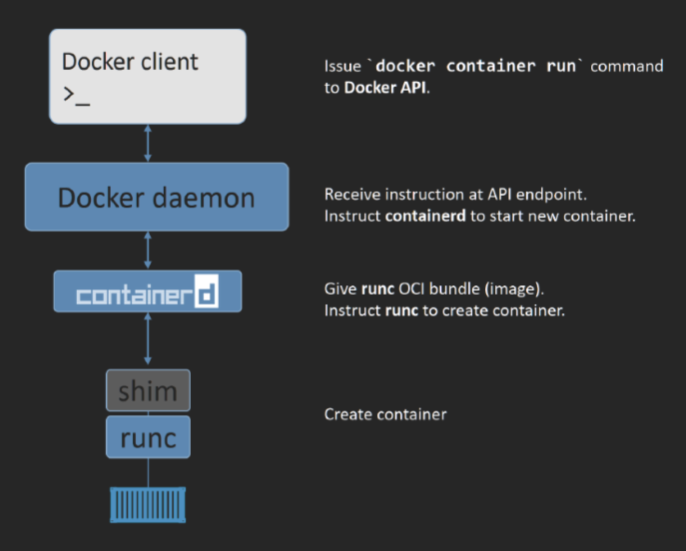 Docker client
>_
Issue `docker container run` command
to Docker API.
Docker daemon
Receive instruction at API endpoint.
Instruct containerd to start new container.
containerd
Give runc OCI bundle (image).
Instruct runc to create container.
shim
runc
Create container